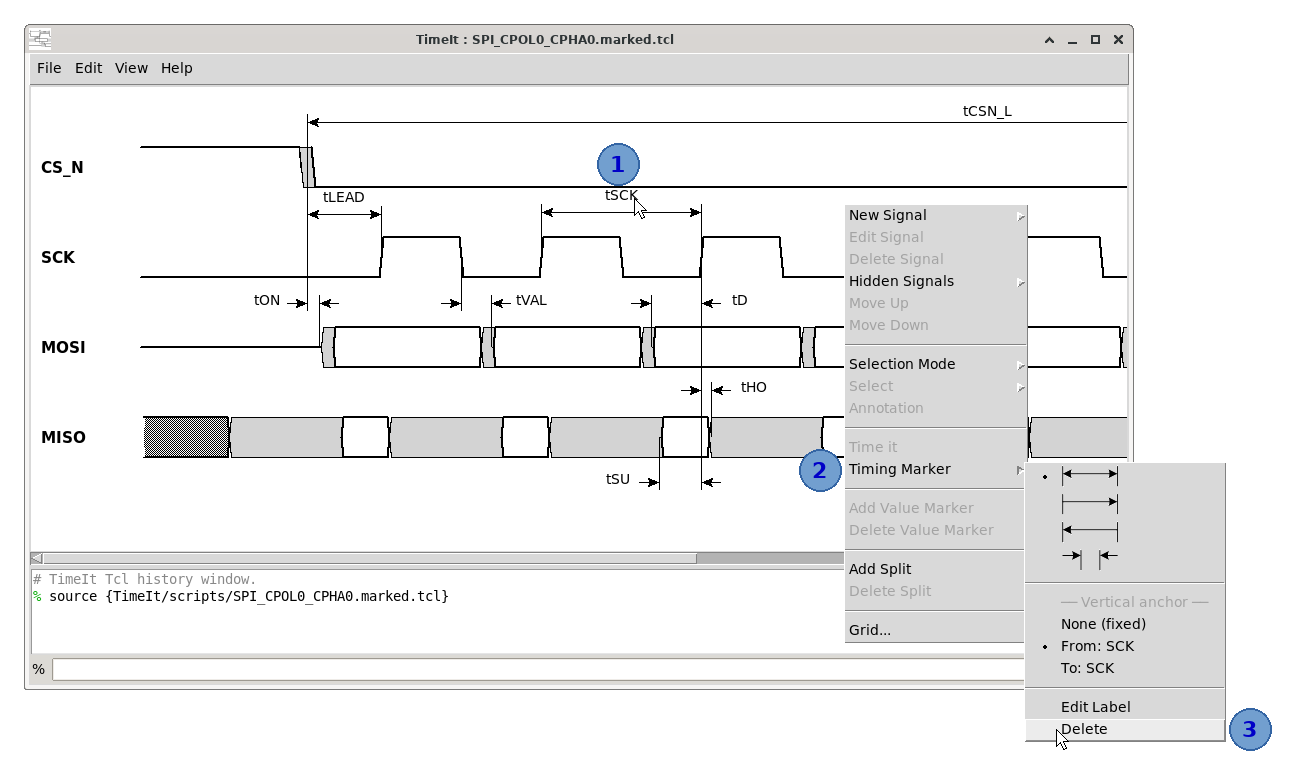 TimeIt : SPI_CPOL0_CPHA0.marked.tcl
File Edit View Help
tCSN_L
1
CS_N
tLEAD
tSCK
SCK
tON
tVAL
tD
MOSI
tHO
MISO
tSU
New Signal
Edit Signal
Delete Signal
Hidden Signals
Move Up
Move Down
Selection Mode
Select
Annotation
Time it
2
Timing Marker
Add Value Marker
Delete Value Marker
Add Split
Delete Split
Grid...
Vertical anchor
None (fixed)
From: SCK
To: SCK
Edit Label
Delete
3
# TimeIt Tcl history window.
% source {TimeIt/scripts/SPI_CPOL0_CPHA0.marked.tcl}
%